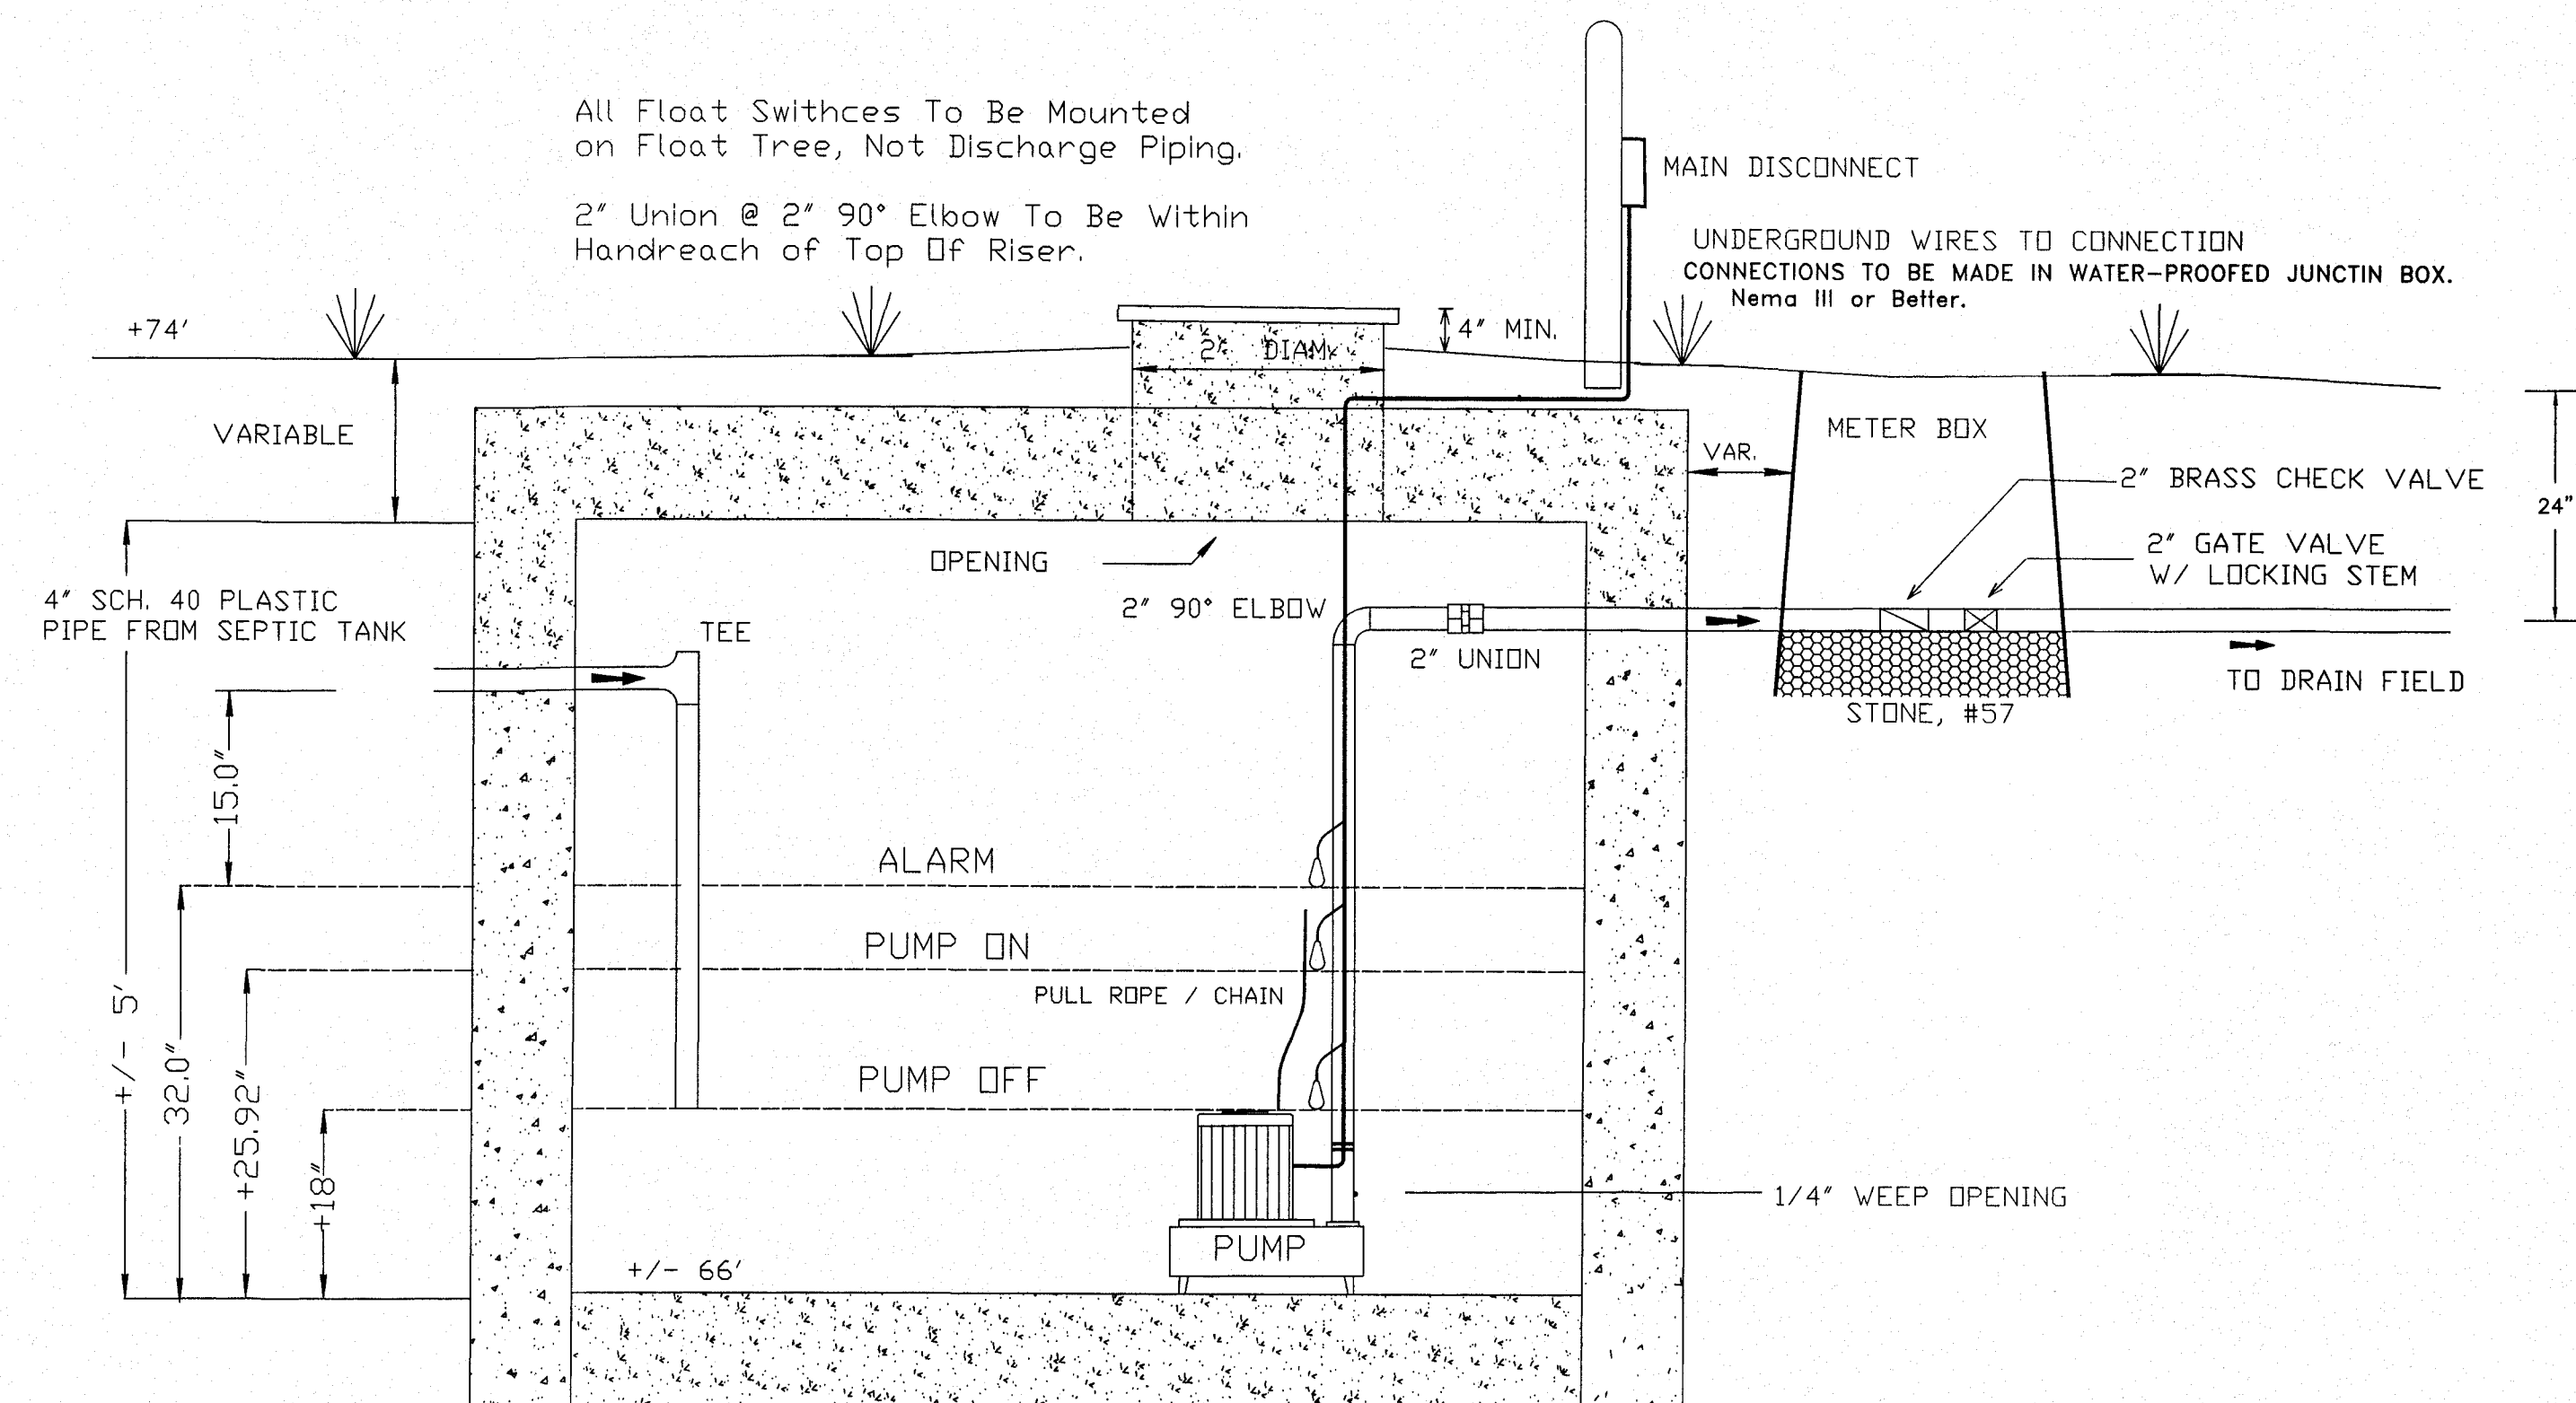 All Float Swithces To Be Mounted
on Float Tree, Not Discharge Piping.
2" Union @ 2" 90° Elbow To Be Within
Handreach of Top Of Riser.
MAIN DISCONNECT
UNDERGROUND WIRES TO CONNECTION
CONNECTIONS TO BE MADE IN WATER-PROOFED JUNCTIN BOX.
Nema III or Better.
+74'
4" MIN.
2' DIAM.
VARIABLE
METER BOX
VAR.
2" BRASS CHECK VALVE
24"
2" GATE VALVE
W/ LOCKING STEM
OPENING
4" SCH. 40 PLASTIC
PIPE FROM SEPTIC TANK
TEE
2" 90° ELBOW
2" UNION
TO DRAIN FIELD
STONE, #57
15.0"
ALARM
PUMP ON
PULL ROPE / CHAIN
PUMP OFF
+/- 5'
32.0"
+25.92"
+18"
1/4" WEEP OPENING
PUMP
+/- 66'